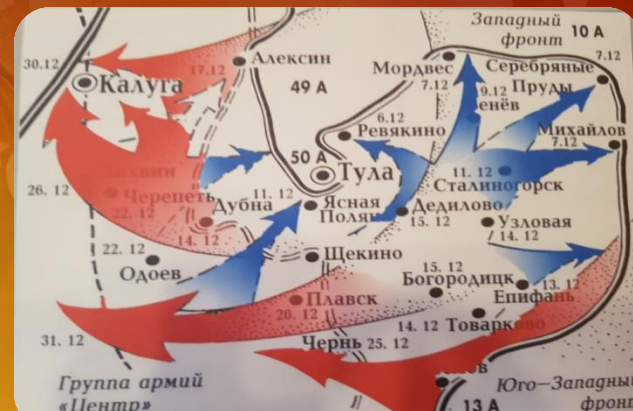 Западный
фронт
10 А
30.12
17.12
Алексин
Калуга
49 А
Мордвес
7.12
Серебряные
Пруды
7.12
9.12
6.12
Ревякино
Михайлов
7.12
50 А
Тула
11. 12
Сталиногорск
26. 12
Черепеть
22. 12
11. 12
Дубна
14. 12
Ясная
Дедилово
15. 12
Узловая
14. 12
22. 12
Одоев
Щекино
15. 12
Богородицк
13. 12
Епифань
Плавск
20. 12
14. 12
31. 12
Чернь 25. 12
Группа армий
«Центр»
13 А
Юго—Западный